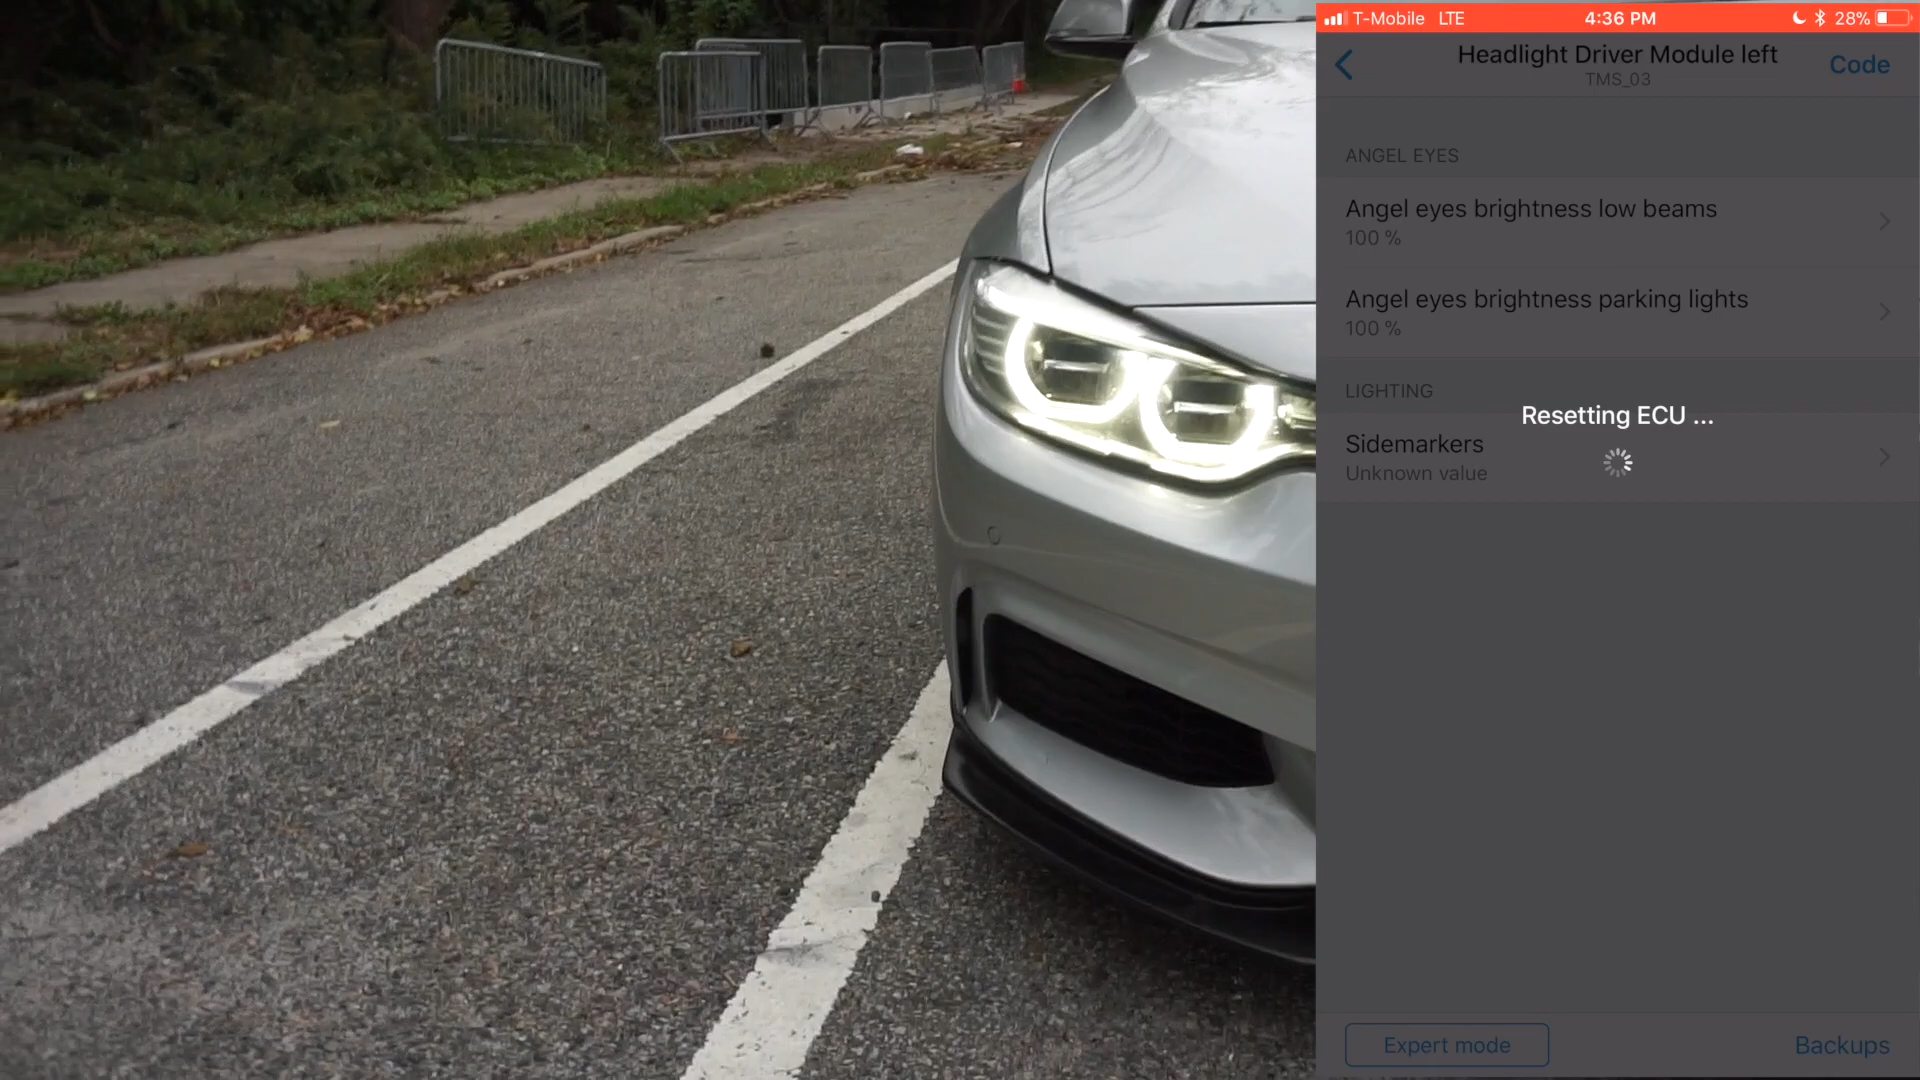 T-Mobile LTE 4:36 PM 28%
Headlight Driver Module left
TMS_03
Code
ANGEL EYES
Angel eyes brightness low beams
100 %
Angel eyes brightness parking lights
100 %
LIGHTING
Resetting ECU ...
Sidemarkers
Unknown value
Expert mode
Backups